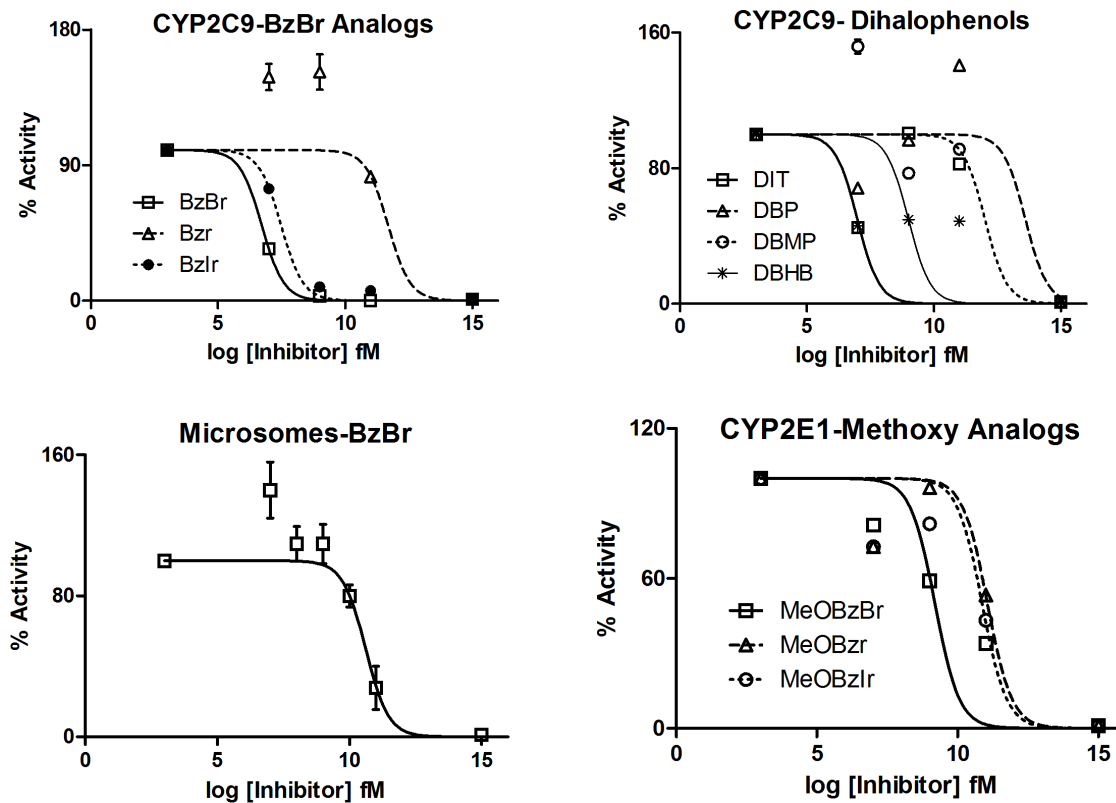 CYP2C9-BzBr Analogs
180
90
0
% Activity
BzBr
Bzr
BzIr
0 5 10 15
log [Inhibitor] fM
CYP2C9- Dihalophenols
160
80
0
% Activity
DIT
DBP
DBMP
DBHB
0 5 10 15
log [Inhibitor] fM
Microsomes-BzBr
160
80
0
% Activity
0 5 10 15
log [Inhibitor] fM
CYP2E1-Methoxy Analogs
120
60
0
% Activity
MeOBzBr
MeOBzr
MeOBzIr
0 5 10 15
log [Inhibitor] fM